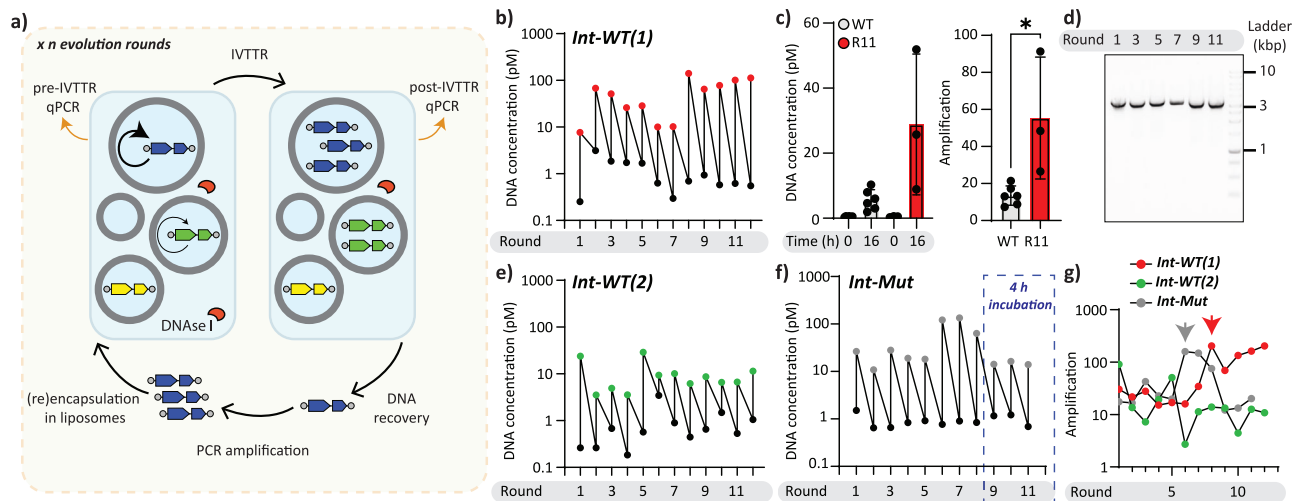 a)
x n evolution rounds
IVTTR
pre-IVTTR
qPCR
post-IVTTR
qPCR
DNAse I
(re)encapsulation
in liposomes
DNA
recovery
PCR amplification
b)
Int-WT(1)
DNA concentration (pM)
1000
100
10
1
0.1
Round 1 3 5 7 9 11
c)
WT
R11
DNA concentration (pM)
60
40
20
0
Time (h) 0 16 0 16
*
Amplification
100
80
60
40
20
0
WT R11
d)
Round 1 3 5 7 9 11
Ladder
(kbp)
10
3
1
e)
Int-WT(2)
DNA concentration (pM)
1000
100
10
1
0.1
Round 1 3 5 7 9 11
f)
Int-Mut
4 h
incubation
DNA concentration (pM)
1000
100
10
1
0.1
Round 1 3 5 7 9 11
g)
Int-WT(1)
Int-WT(2)
Int-Mut
Amplification
1000
100
10
1
Round 5 10